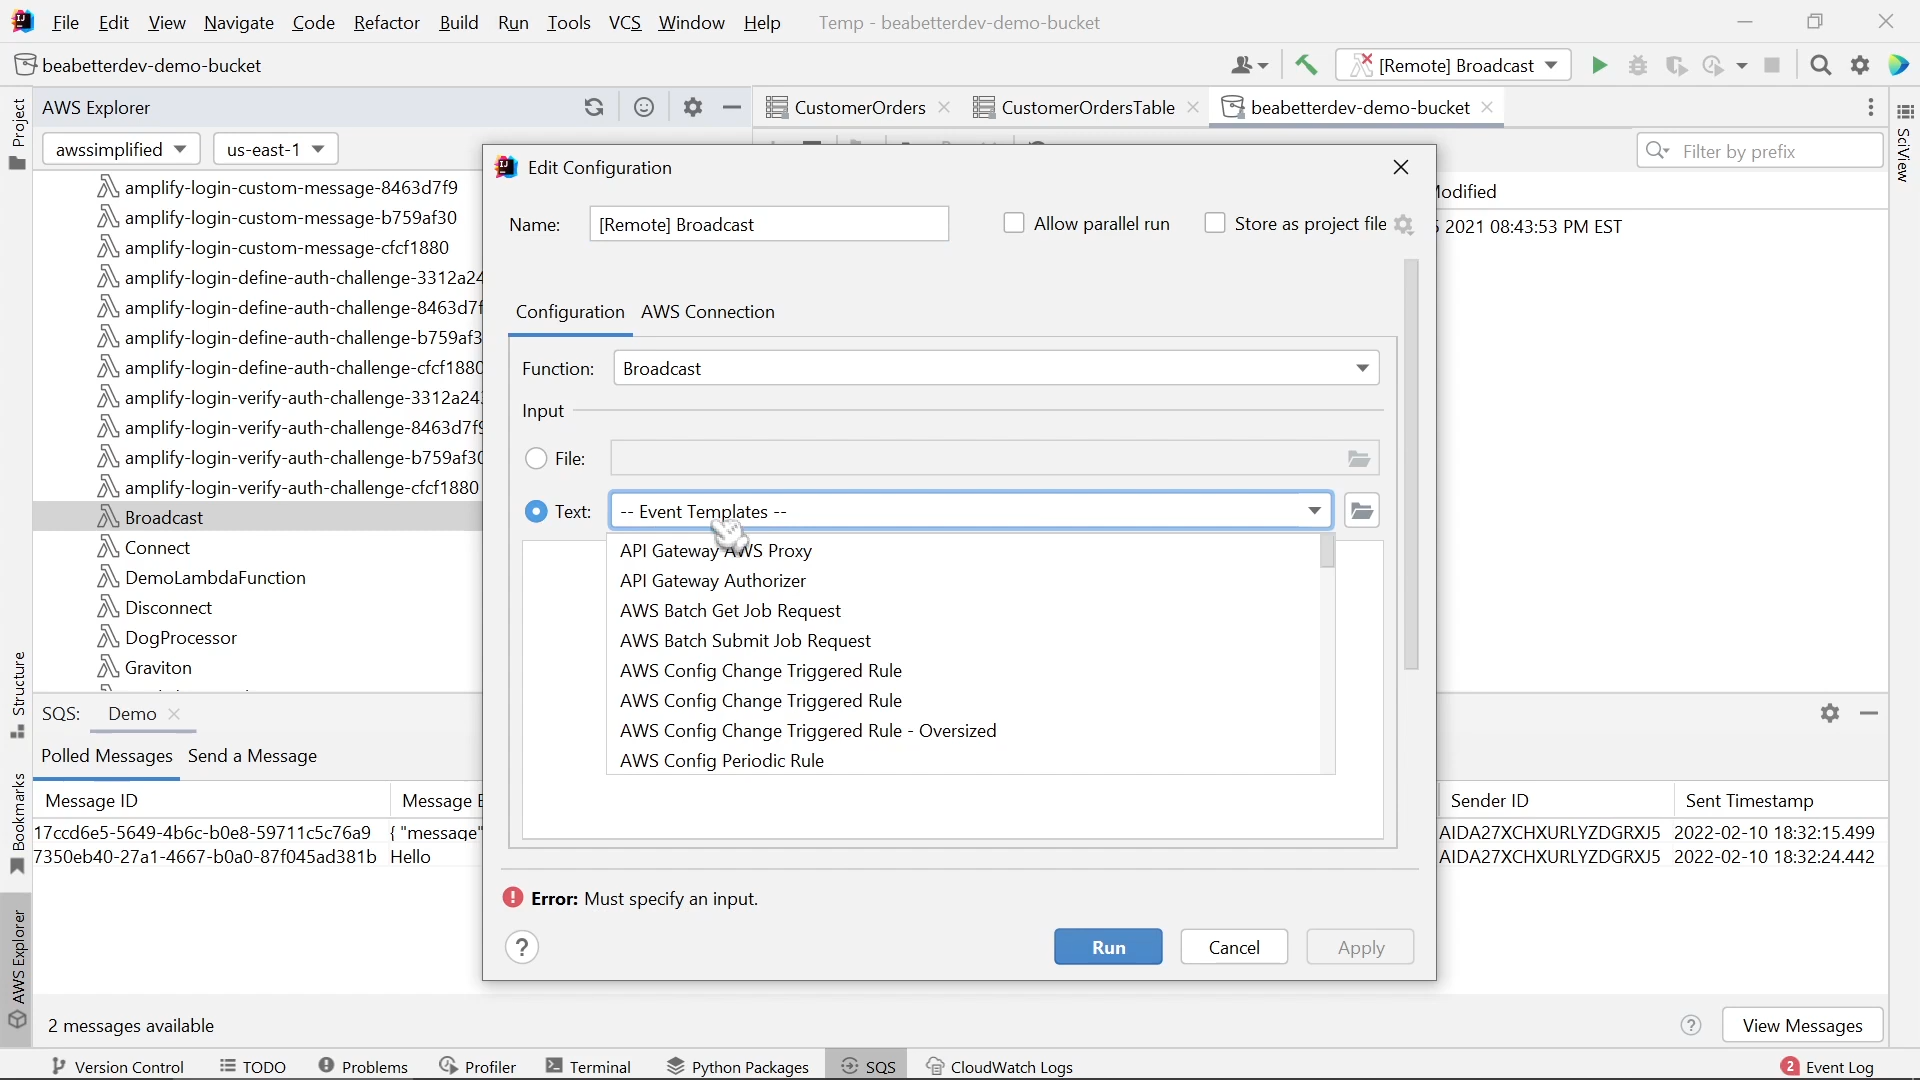 File Edit View Navigate Code Refactor Build Run Tools VCS Window Help Temp - beabetterdev-demo-bucket
beabetterdev-demo-bucket
[Remote] Broadcast
Project
AWS Explorer
CustomerOrders
CustomerOrdersTable
beabetterdev-demo-bucket
SciView
awssimplified
us-east-1
Filter by prefix
amplify-login-custom-message-8463d7f9
amplify-login-custom-message-b759af30
amplify-login-custom-message-cfcf1880
amplify-login-define-auth-challenge-3312a24
amplify-login-define-auth-challenge-8463d7f
amplify-login-define-auth-challenge-b759af3
amplify-login-define-auth-challenge-cfcf1880
amplify-login-verify-auth-challenge-3312a24
amplify-login-verify-auth-challenge-8463d7f9
amplify-login-verify-auth-challenge-b759af30
amplify-login-verify-auth-challenge-cfcf1880
Broadcast
Connect
DemoLambdaFunction
Disconnect
DogProcessor
Graviton
Modified
5 2021 08:43:53 PM EST
Edit Configuration
Name: [Remote] Broadcast
Allow parallel run
Store as project file
Configuration AWS Connection
Function: Broadcast
Input
File:
Text: -- Event Templates --
API Gateway AWS Proxy
API Gateway Authorizer
AWS Batch Get Job Request
AWS Batch Submit Job Request
AWS Config Change Triggered Rule
AWS Config Change Triggered Rule
AWS Config Change Triggered Rule - Oversized
AWS Config Periodic Rule
Error: Must specify an input.
? Run Cancel Apply
Structure
Bookmarks
AWS Explorer
SQS: Demo
Polled Messages Send a Message
Message ID Message Sender ID Sent Timestamp
17ccd6e5-5649-4b6c-b0e8-59711c5c76a9 { "message" AIDA27XCHXURLYZDGRXJ5 2022-02-10 18:32:15.499
7350eb40-27a1-4667-b0a0-87f045ad381b Hello AIDA27XCHXURLYZDGRXJ5 2022-02-10 18:32:24.442
2 messages available
? View Messages
Version Control TODO Problems Profiler Terminal Python Packages SQS CloudWatch Logs 2 Event Log